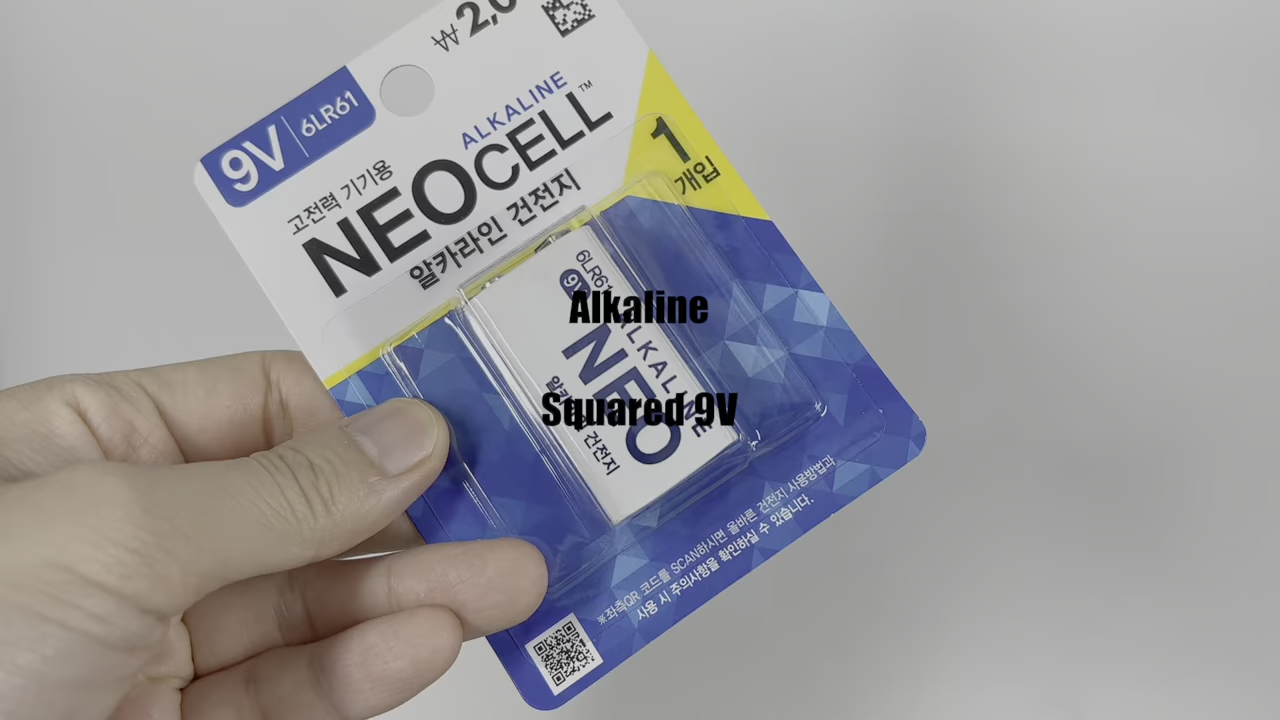 ₩ 2,0
9V | 6LR61
ALKALINE
고전력 기기용
NEOCELL™
알카라인 건전지
1
개입
6LR61
9V
ALKALINE
NEO
건전지
Alkaline
Squared 9V
※좌측QR 코드를 SCAN하시면 올바른 건전지 사용방법과
사용 시 주의사항을 확인하실 수 있습니다.